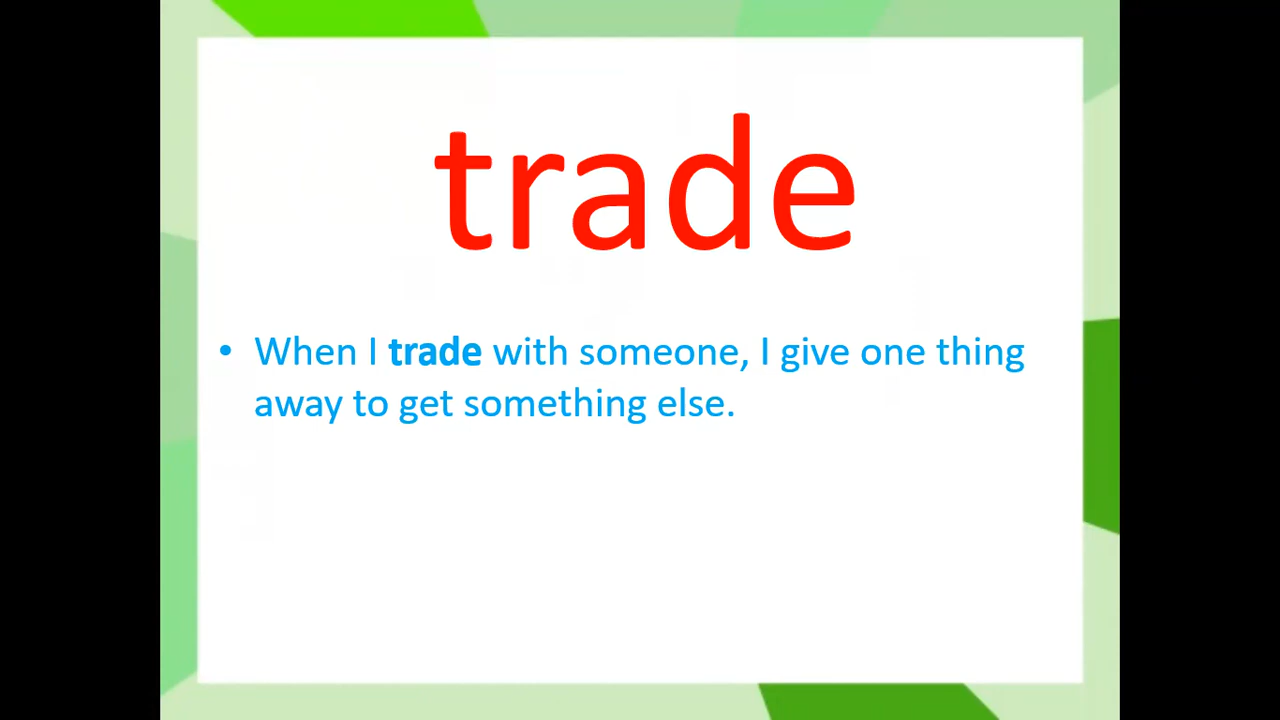 trade
• When I trade with someone, I give one thing
away to get something else.